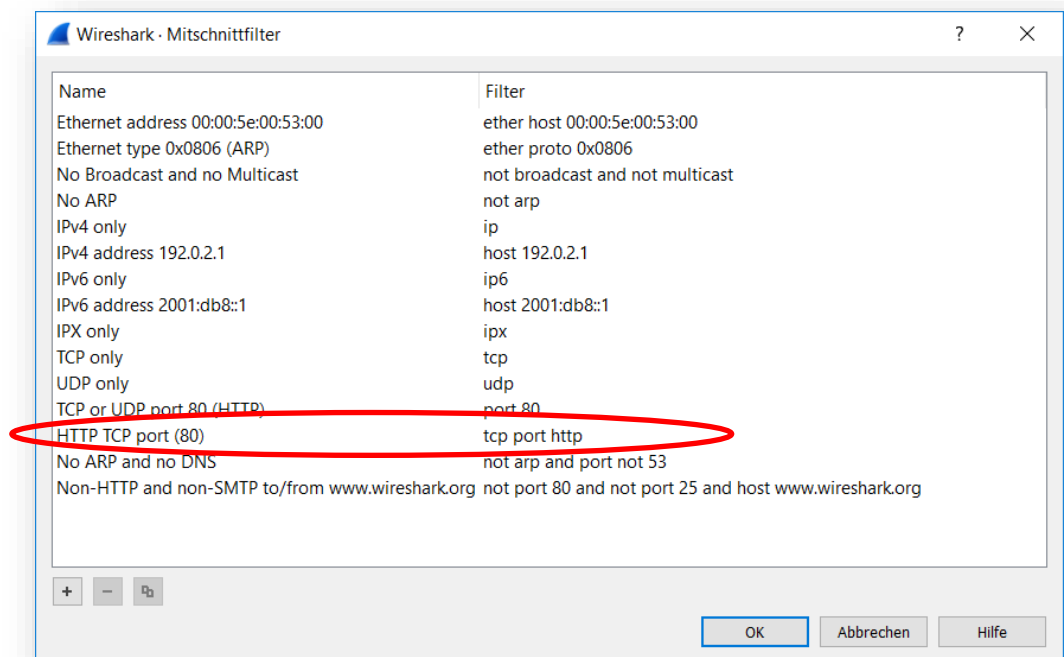 Wireshark · Mitschnittfilter ? ×
Name Filter
Ethernet address 00:00:5e:00:53:00 ether host 00:00:5e:00:53:00
Ethernet type 0x0806 (ARP) ether proto 0x0806
No Broadcast and no Multicast not broadcast and not multicast
No ARP not arp
IPv4 only ip
IPv4 address 192.0.2.1 host 192.0.2.1
IPv6 only ip6
IPv6 address 2001:db8::1 host 2001:db8::1
IPX only ipx
TCP only tcp
UDP only udp
TCP or UDP port 80 (HTTP) port 80
HTTP TCP port (80) tcp port http
No ARP and no DNS not arp and port not 53
Non-HTTP and non-SMTP to/from www.wireshark.org not port 80 and not port 25 and host www.wireshark.org
+ −
OK Abbrechen Hilfe